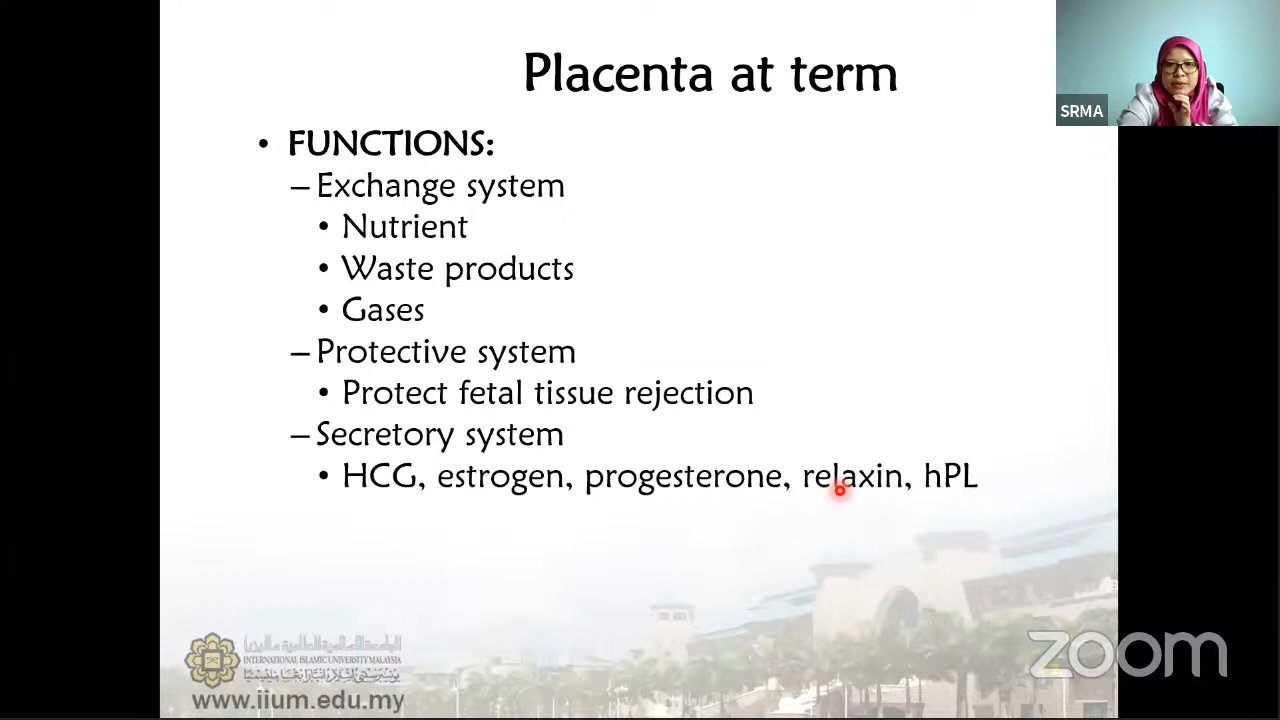 Placenta at term
SRMA
• FUNCTIONS:
– Exchange system
• Nutrient
• Waste products
• Gases
– Protective system
• Protect fetal tissue rejection
– Secretory system
• HCG, estrogen, progesterone, relaxin, hPL
INTERNATIONAL ISLAMIC UNIVERSITY MALAYSIA
www.iium.edu.my
zoom